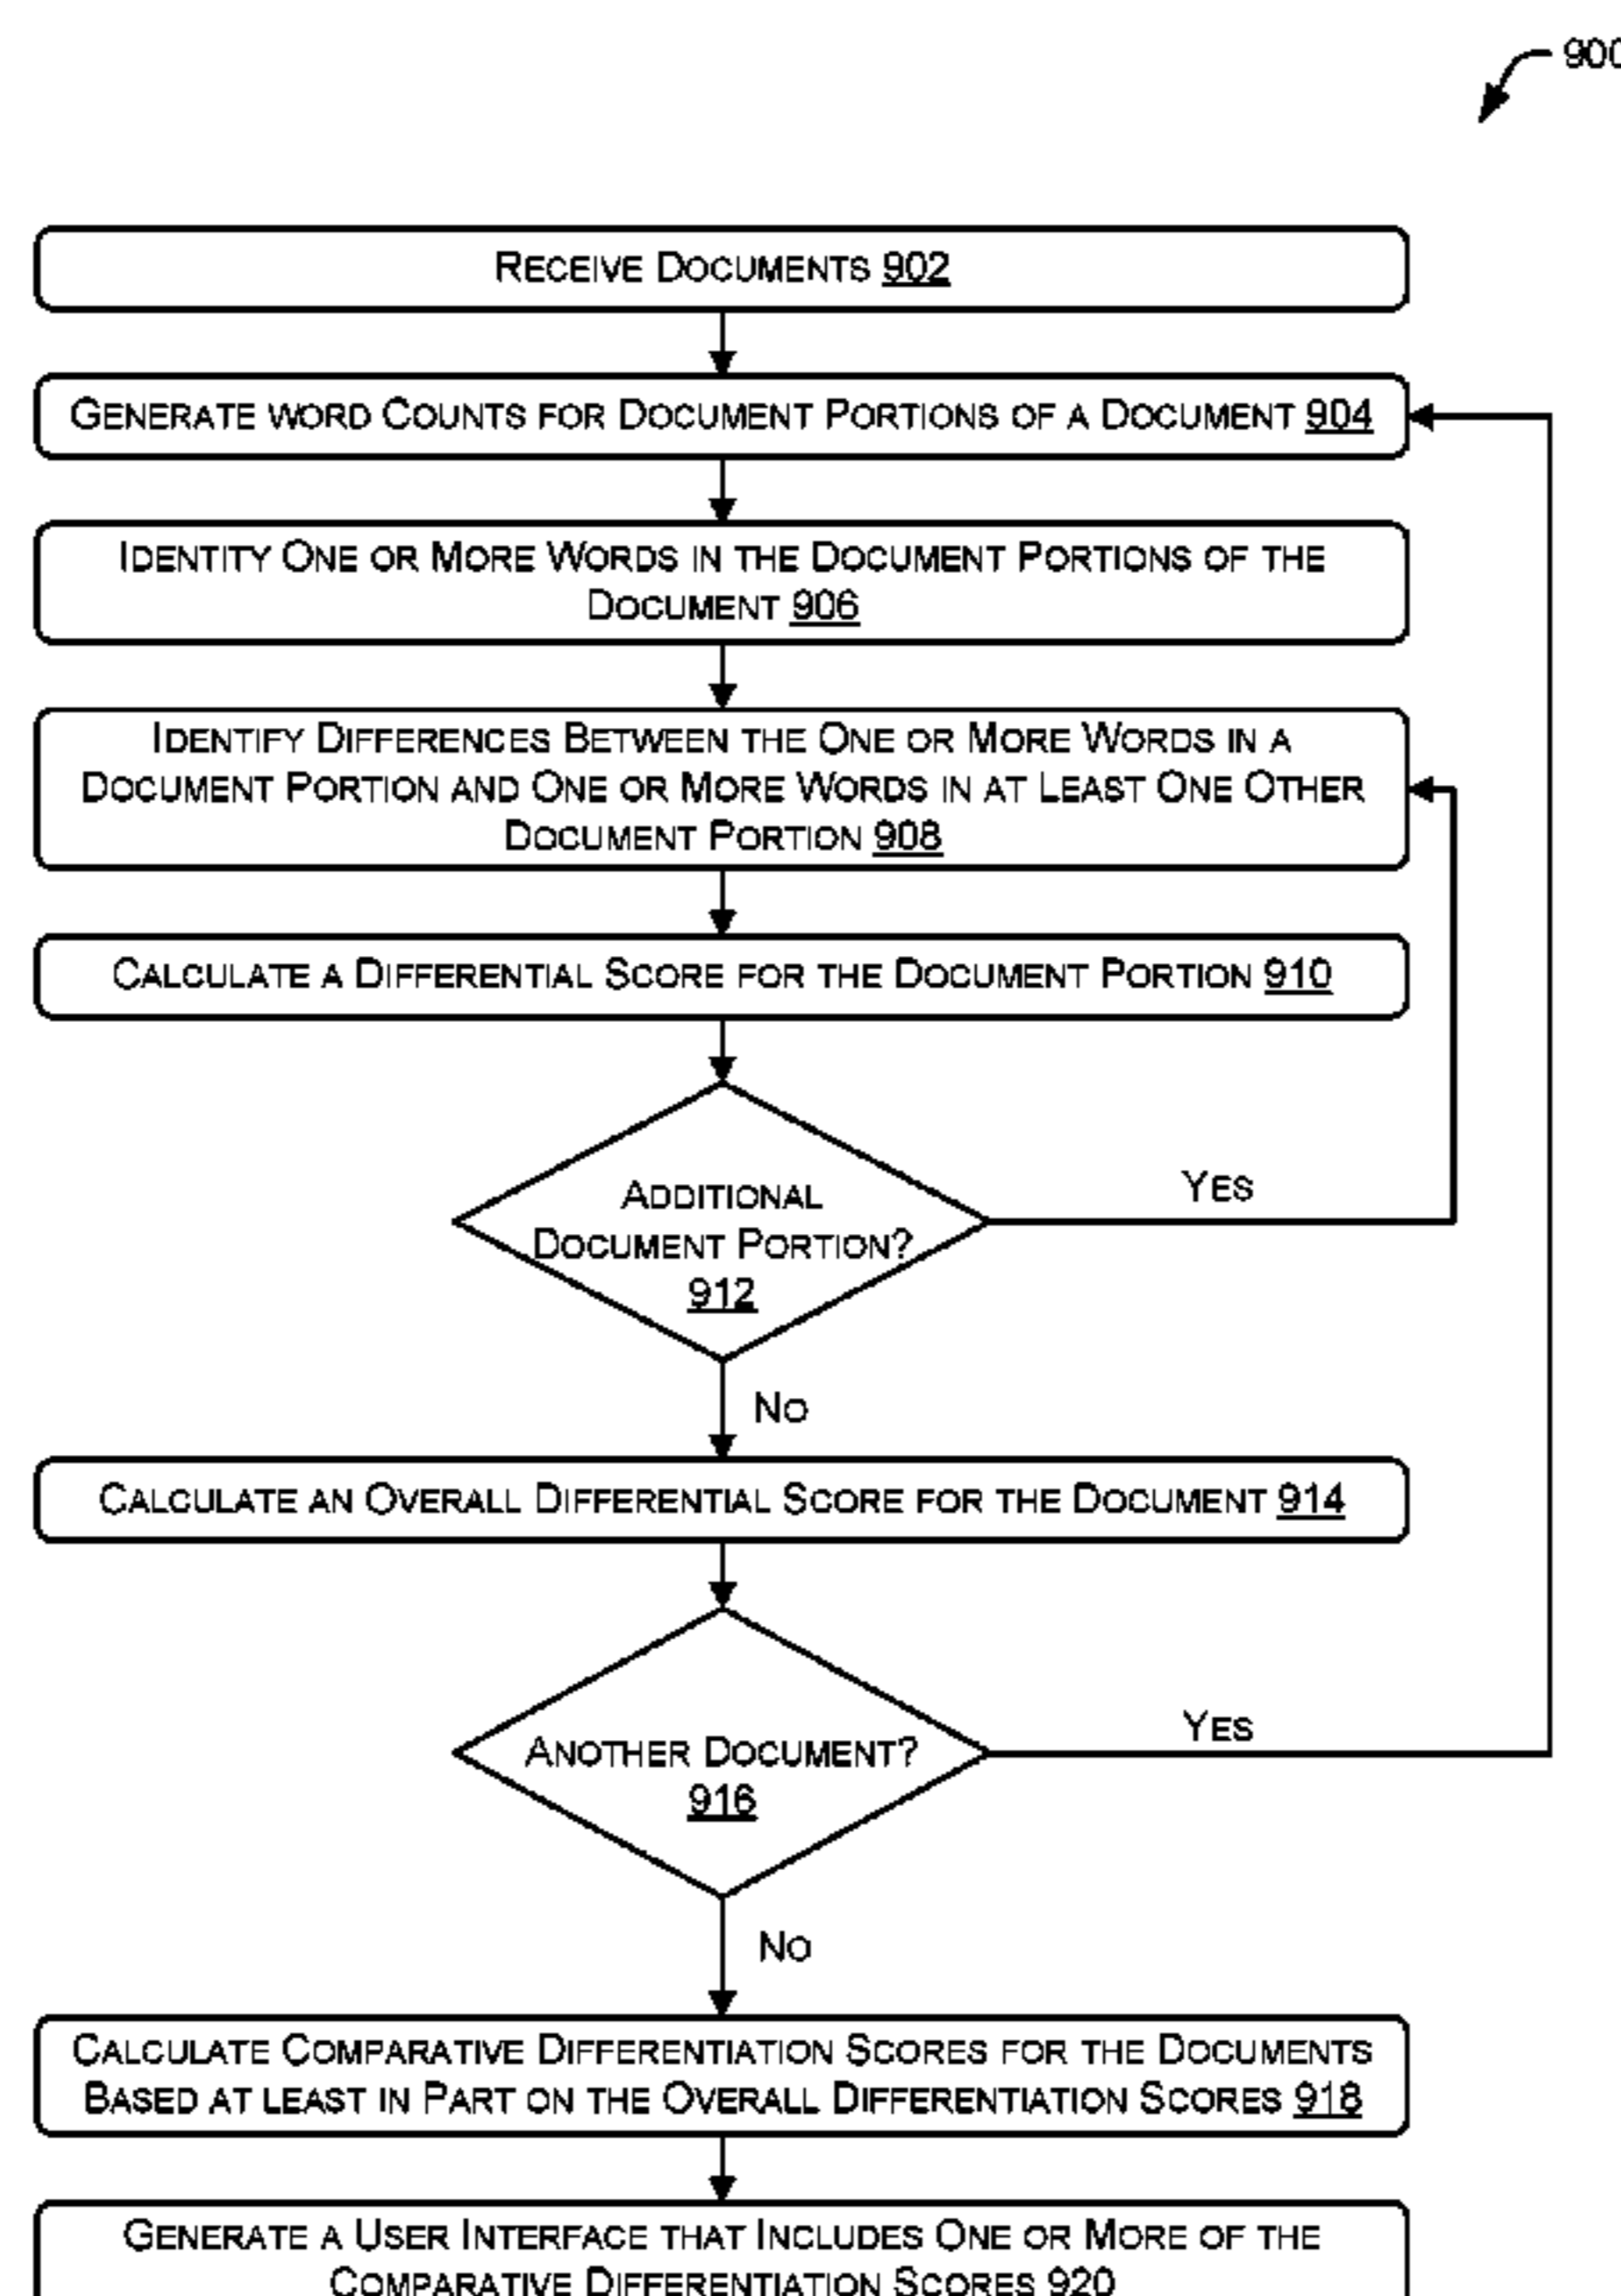 900
RECEIVE DOCUMENTS 902
GENERATE WORD COUNTS FOR DOCUMENT PORTIONS OF A DOCUMENT 904
IDENTITY ONE OR MORE WORDS IN THE DOCUMENT PORTIONS OF THE
DOCUMENT 906
IDENTIFY DIFFERENCES BETWEEN THE ONE OR MORE WORDS IN A
DOCUMENT PORTION AND ONE OR MORE WORDS IN AT LEAST ONE OTHER
DOCUMENT PORTION 908
CALCULATE A DIFFERENTIAL SCORE FOR THE DOCUMENT PORTION 910
ADDITIONAL
DOCUMENT PORTION?
912
YES
NO
CALCULATE AN OVERALL DIFFERENTIAL SCORE FOR THE DOCUMENT 914
ANOTHER DOCUMENT?
916
YES
NO
CALCULATE COMPARATIVE DIFFERENTIATION SCORES FOR THE DOCUMENTS
BASED AT LEAST IN PART ON THE OVERALL DIFFERENTIATION SCORES 918
GENERATE A USER INTERFACE THAT INCLUDES ONE OR MORE OF THE
COMPARATIVE DIFFERENTIATION SCORES 920